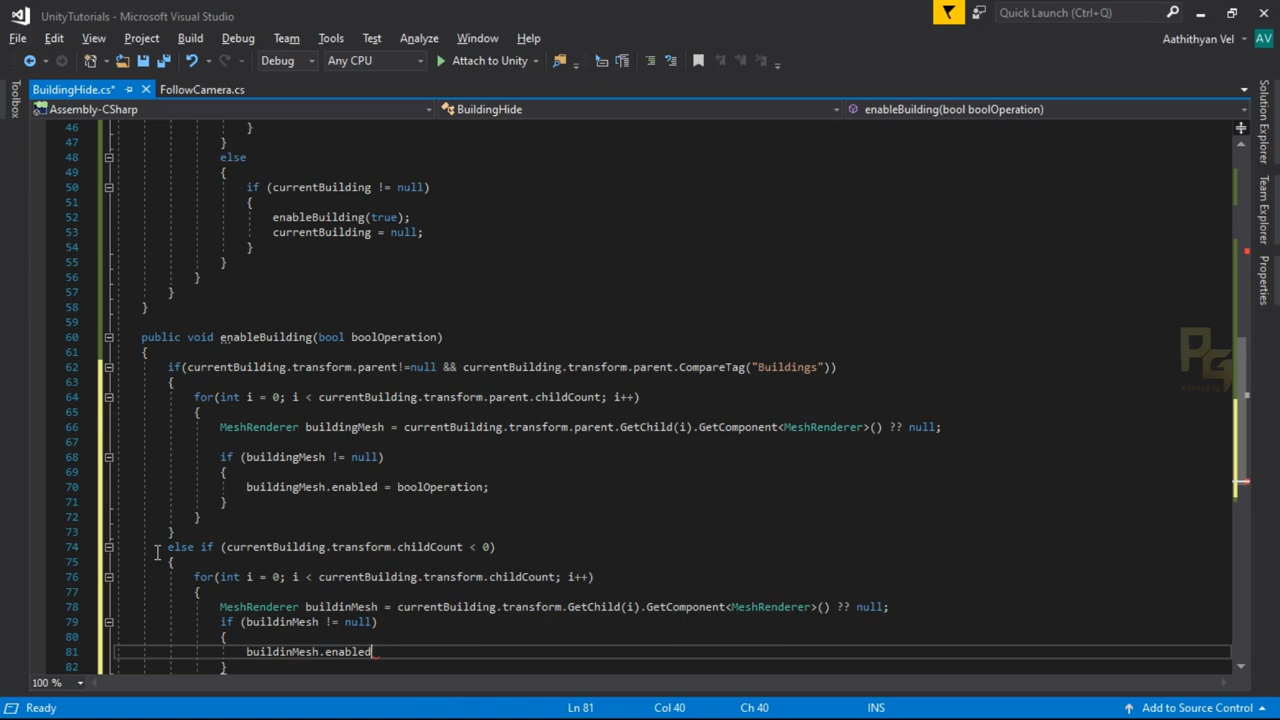 UnityTutorials - Microsoft Visual Studio
Quick Launch (Ctrl+Q)
File Edit View Project Build Debug Team Tools Test Analyze Window Help
Aathithyan Vel AV
Debug Any CPU Attach to Unity
BuildingHide.cs* FollowCamera.cs
Assembly-CSharp BuildingHide enableBuilding(bool boolOperation)
Toolbox
Solution Explorer
Team Explorer
Properties
46 }
47 }
48 else
49 {
50 if (currentBuilding != null)
51 {
52 enableBuilding(true);
53 currentBuilding = null;
54 }
55 }
56 }
57 }
58 }
59
60 public void enableBuilding(bool boolOperation)
61 {
62 if(currentBuilding.transform.parent!=null && currentBuilding.transform.parent.CompareTag("Buildings"))
63 {
64 for(int i = 0; i < currentBuilding.transform.parent.childCount; i++)
65 {
66 MeshRenderer buildingMesh = currentBuilding.transform.parent.GetChild(i).GetComponent<MeshRenderer>() ?? null;
67
68 if (buildingMesh != null)
69 {
70 buildingMesh.enabled = boolOperation;
71 }
72 }
73 }
74 else if (currentBuilding.transform.childCount < 0)
75 {
76 for(int i = 0; i < currentBuilding.transform.childCount; i++)
77 {
78 MeshRenderer buildinMesh = currentBuilding.transform.GetChild(i).GetComponent<MeshRenderer>() ?? null;
79 if (buildinMesh != null)
80 {
81 buildinMesh.enabled
82 }
PG
100 %
Ready Ln 81 Col 40 Ch 40 INS Add to Source Control